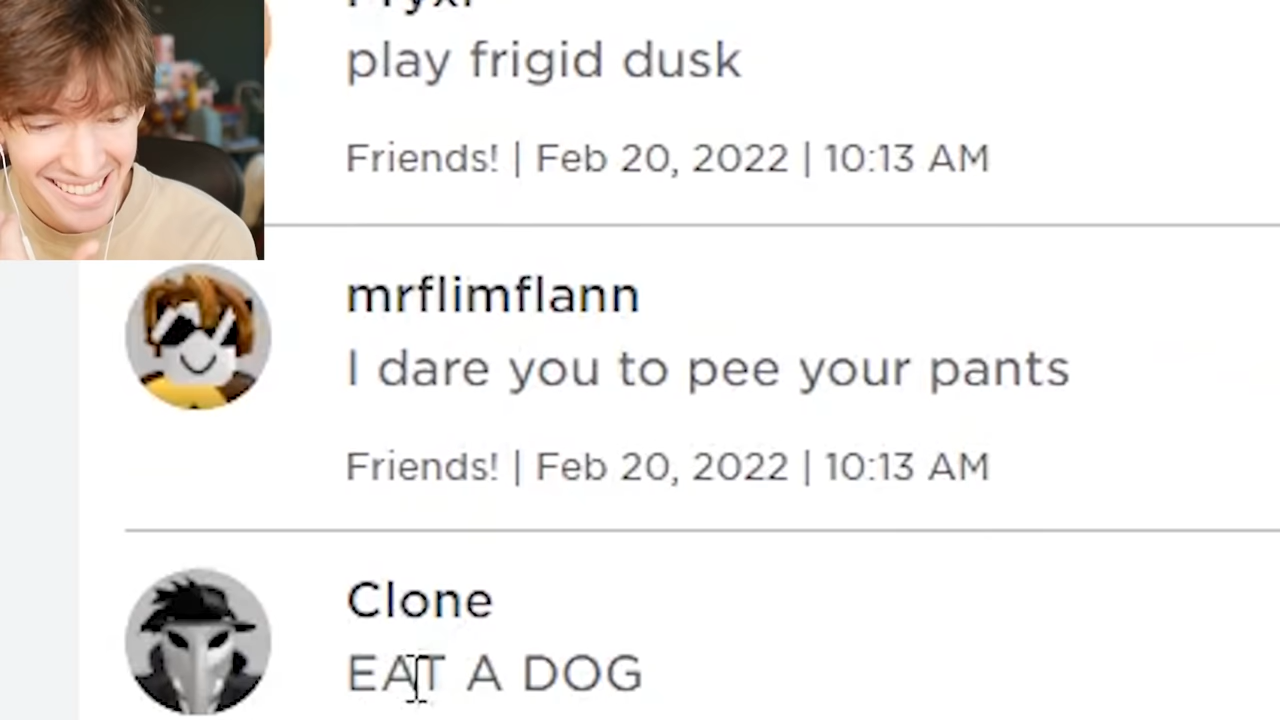 play frigid dusk
Friends! | Feb 20, 2022 | 10:13 AM
mrflimflann
I dare you to pee your pants
Friends! | Feb 20, 2022 | 10:13 AM
Clone
EAT A DOG